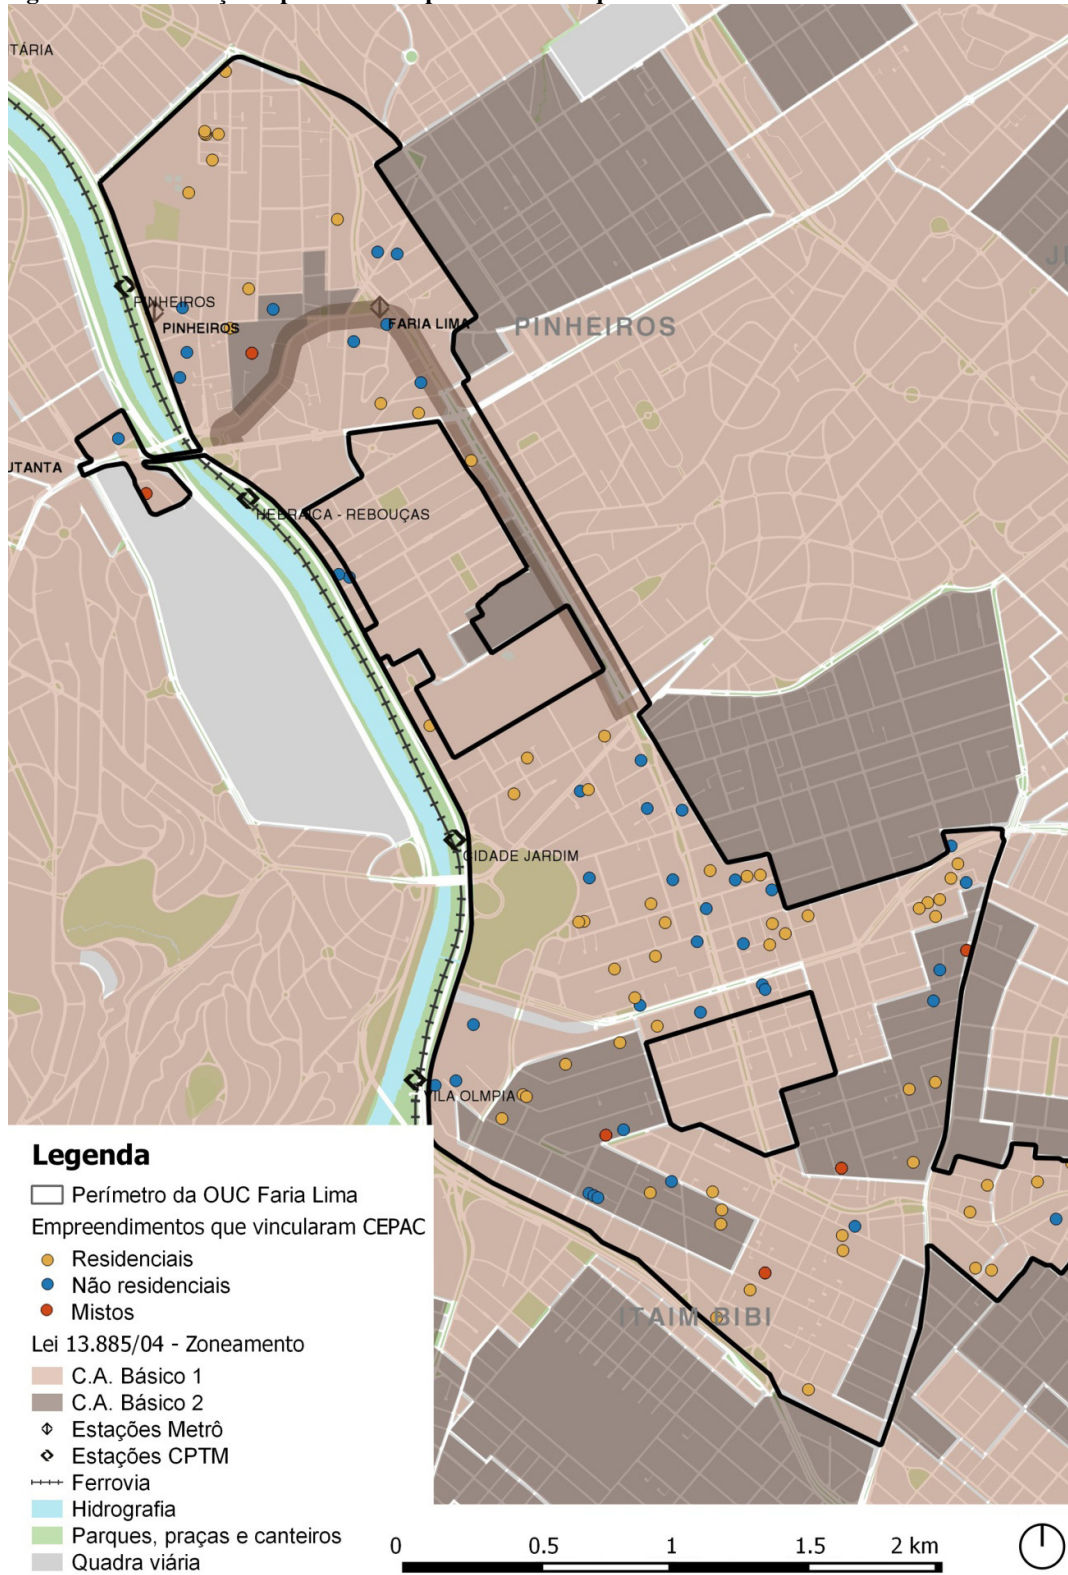 TÁRIA
PINHEIROS
PINHEIROS
FARIA LIMA
PINHEIROS
UTANTA
HEBRAICA - REBOUÇAS
CIDADE JARDIM
VILA OLMPIA
ITAIM BIBI
Legenda
Perímetro da OUC Faria Lima
Empreendimentos que vincularam CEPAC
Residenciais
Não residenciais
Mistos
Lei 13.885/04 - Zoneamento
C.A. Básico 1
C.A. Básico 2
Estações Metrô
Estações CPTM
Ferrovia
Hidrografia
Parques, praças e canteiros
Quadra viária
0 0.5 1 1.5 2 km